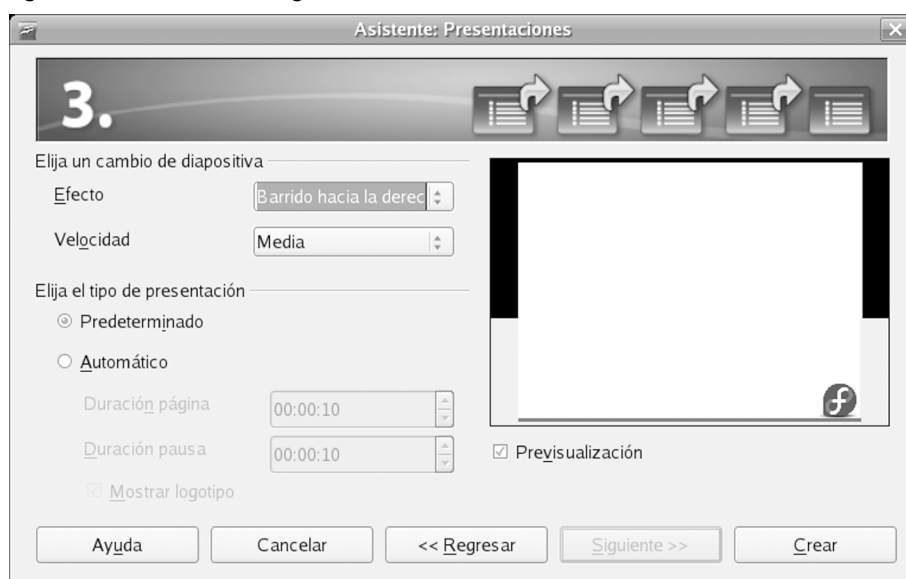 Asistente: Presentaciones
3.
Elija un cambio de diapositiva
Efecto
Barrido hacia la derec
Velocidad
Media
Elija el tipo de presentación
Predeterminado
Automático
Duración página
00:00:10
Duración pausa
00:00:10
Mostrar logotipo
Previsualización
Ayuda
Cancelar
<< Regresar
Siguiente >>
Crear